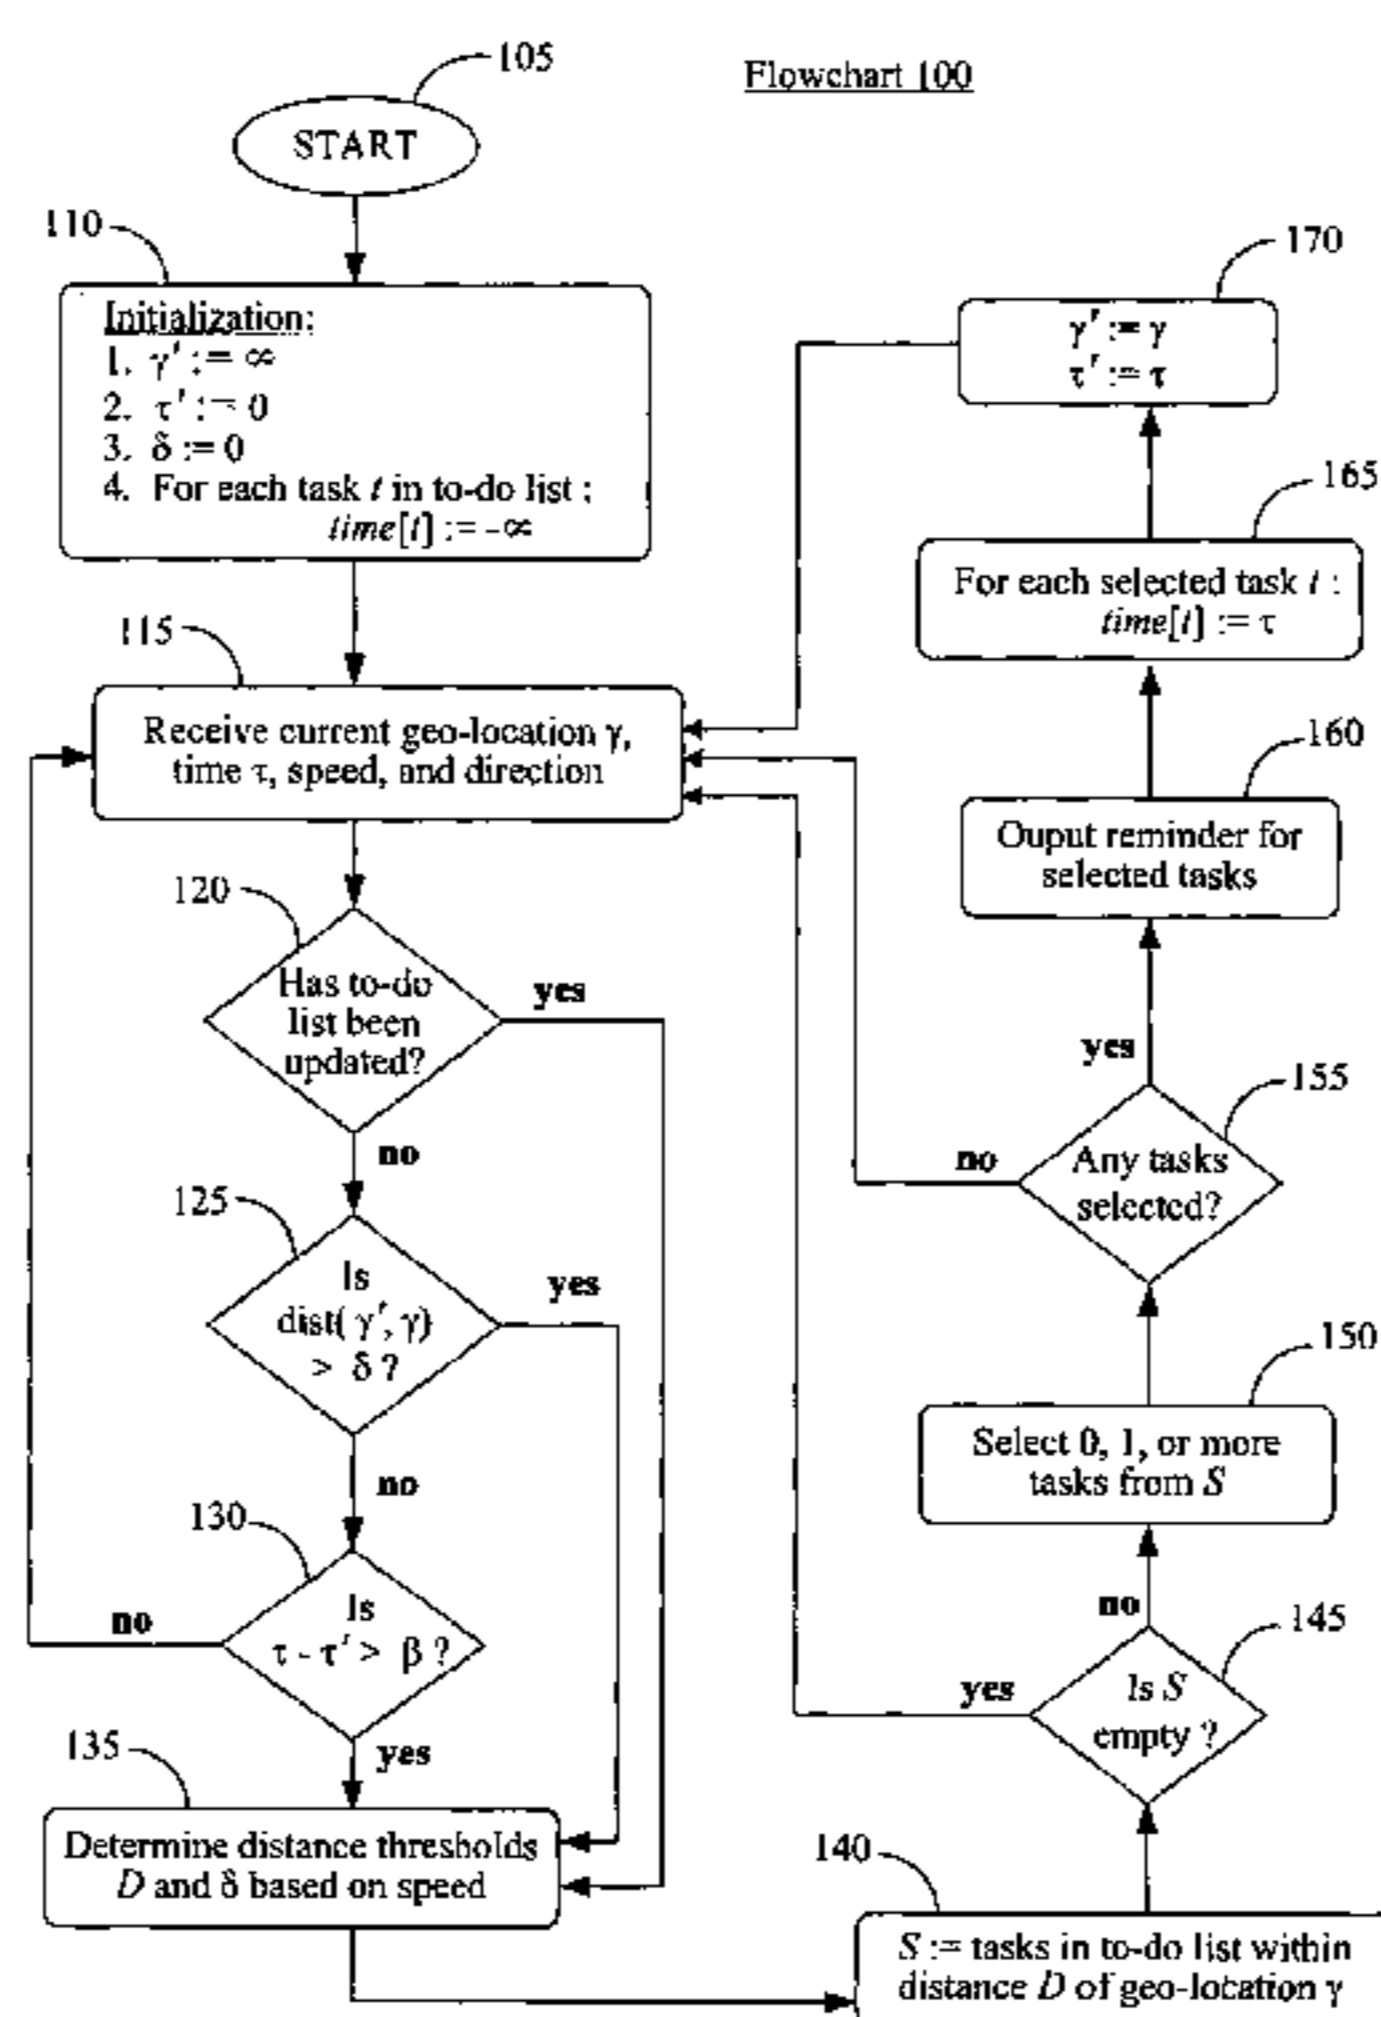 Flowchart 100
105
START
110
Initialization:
1. γ′ := ∞
2. τ′ := 0
3. δ := 0
4. For each task t in to-do list :
time[t] := -∞
115
Receive current geo-location γ,
time τ, speed, and direction
120
Has to-do
list been
updated?
yes
no
125
Is
dist( γ′, γ)
> δ ?
yes
no
130
Is
τ - τ′ > β ?
no
yes
135
Determine distance thresholds
D and δ based on speed
140
S := tasks in to-do list within
distance D of geo-location γ
145
Is S
empty ?
yes
no
150
Select 0, 1, or more
tasks from S
155
Any tasks
selected?
no
yes
160
Ouput reminder for
selected tasks
165
For each selected task t :
time[t] := τ
170
γ′ := γ
τ′ := τ